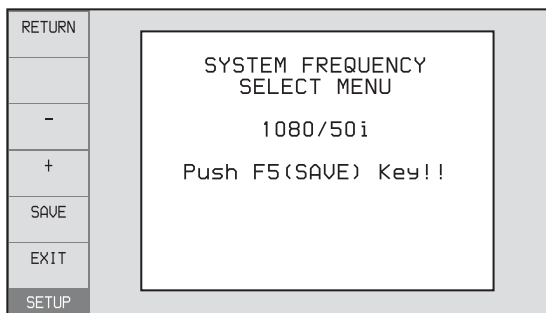 RETURN
-
+
SAVE
EXIT
SETUP
SYSTEM FREQUENCY
SELECT MENU
1080/50i
Push F5(SAVE) Key!!